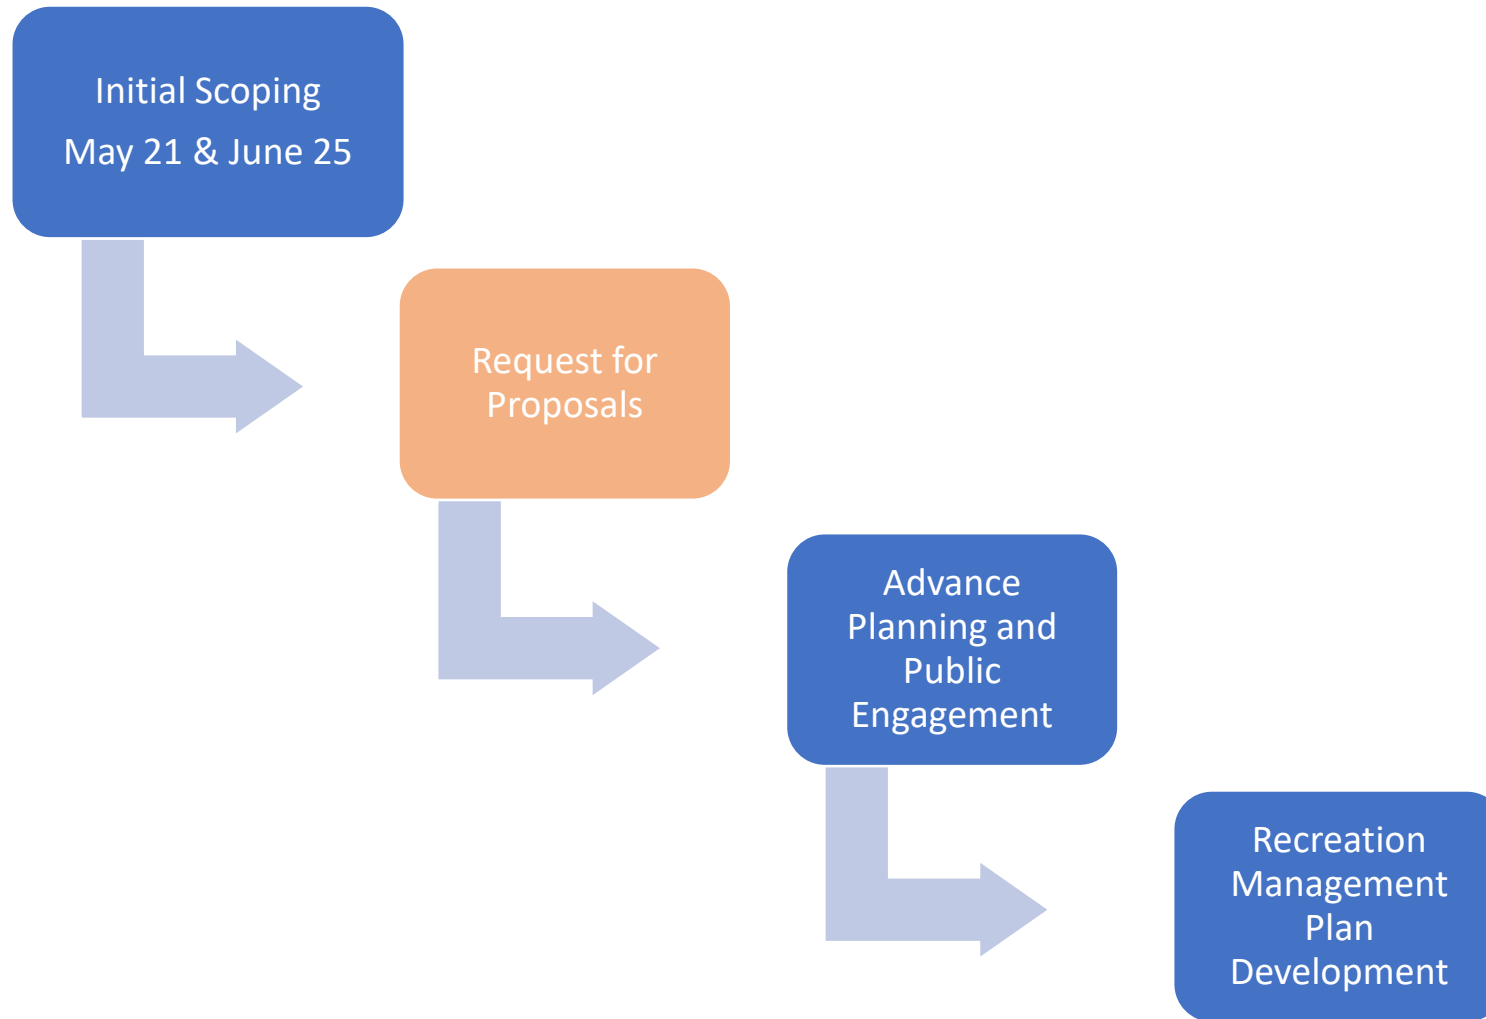 Initial Scoping
May 21 & June 25
Request for
Proposals
Advance
Planning and
Public
Engagement
Recreation
Management
Plan
Development